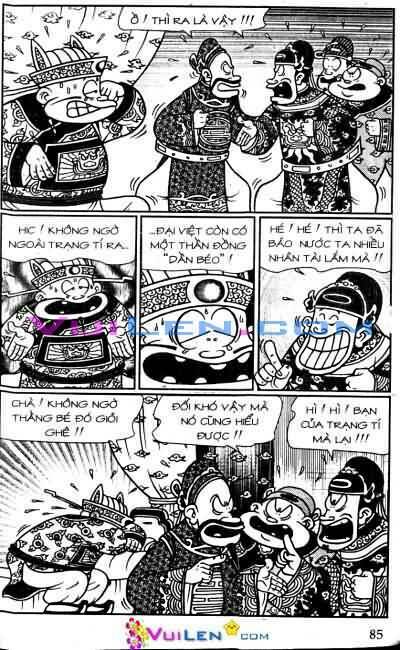 Ồ ! THÌ RA LÀ VẬY !!!
HIC ! KHÔNG NGỜ
NGOÀI TRẠNG TÍ RA...
...ĐẠI VIỆT CÒN CÓ
MỘT THẦN ĐỒNG
"DẦN BÉO" !
HÉ ! HÉ ! THÌ TA ĐÃ
BẢO NƯỚC TA NHIỀU
NHÂN TÀI LẮM MÀ !!
VUILEN.COM
CHÀ ! KHÔNG NGỜ
THẰNG BÉ ĐÓ GIỎI
GHÊ !!
ĐỐI KHÓ VẬY MÀ
NÓ CŨNG HIỂU
ĐƯỢC !!
HÌ ! HÌ ! BẠN
CỦA TRẠNG TÍ
MÀ LẠI !!!
85
VUILEN.COM